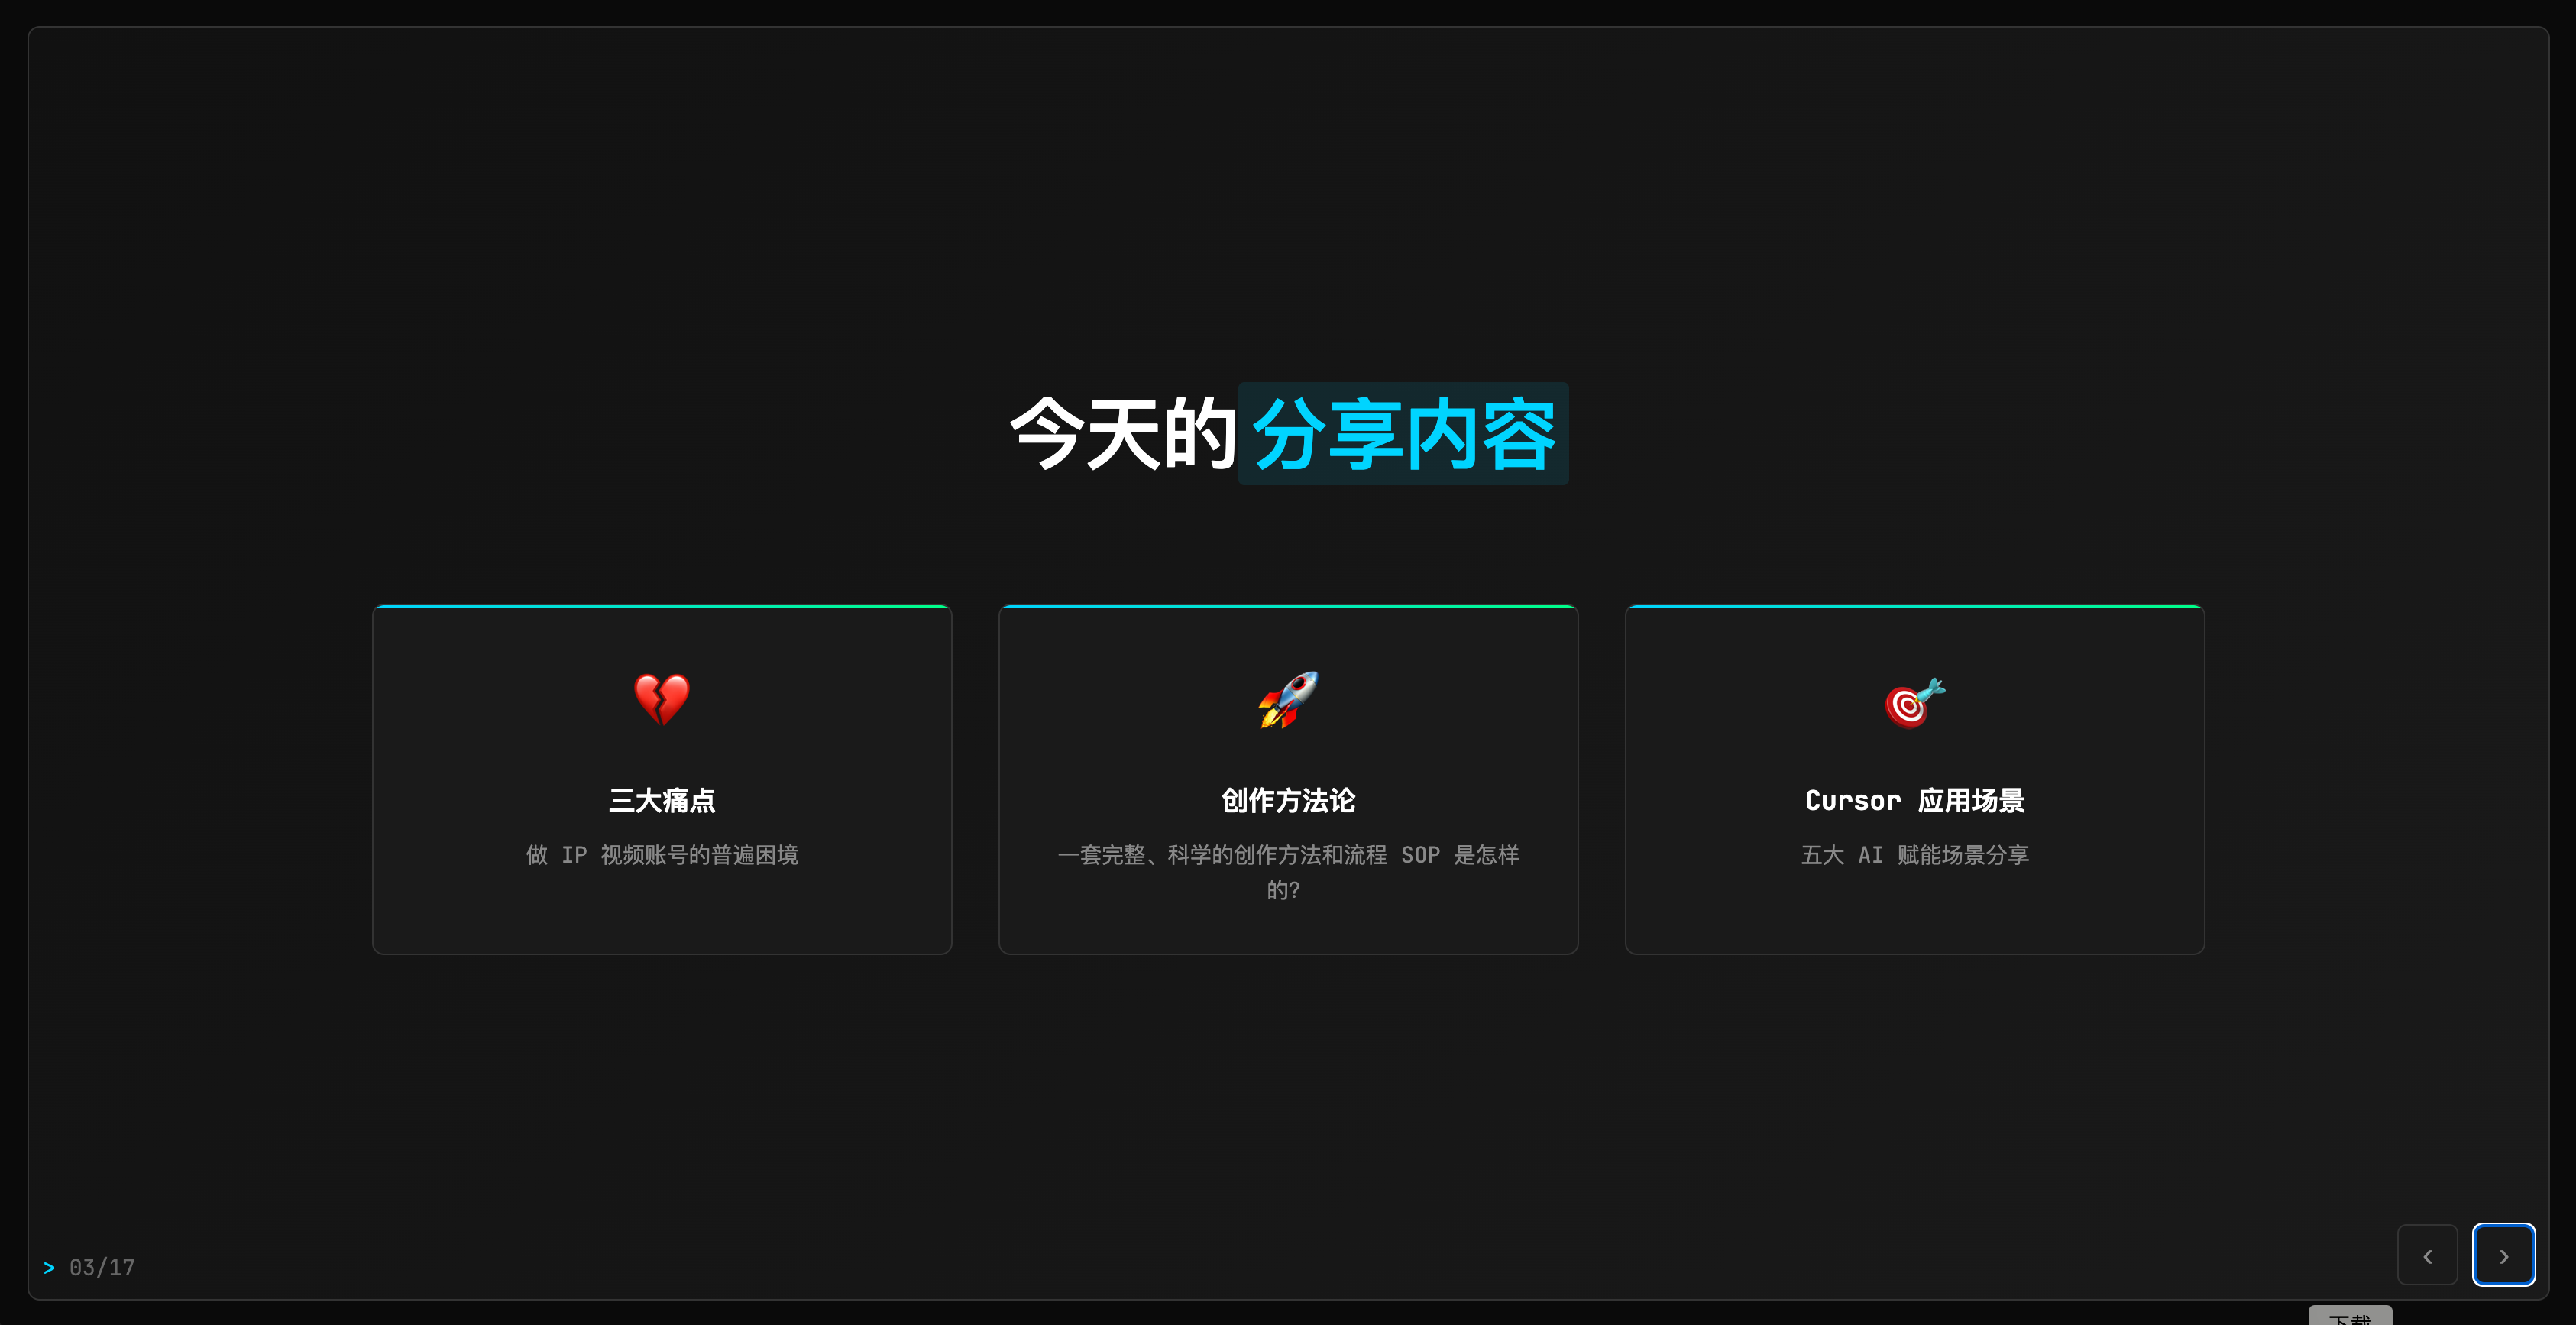 今天的分享内容
三大痛点
做 IP 视频账号的普遍困境
创作方法论
一套完整、科学的创作方法和流程 SOP 是怎样
的?
Cursor 应用场景
五大 AI 赋能场景分享
> 03/17
‹ ›
下载